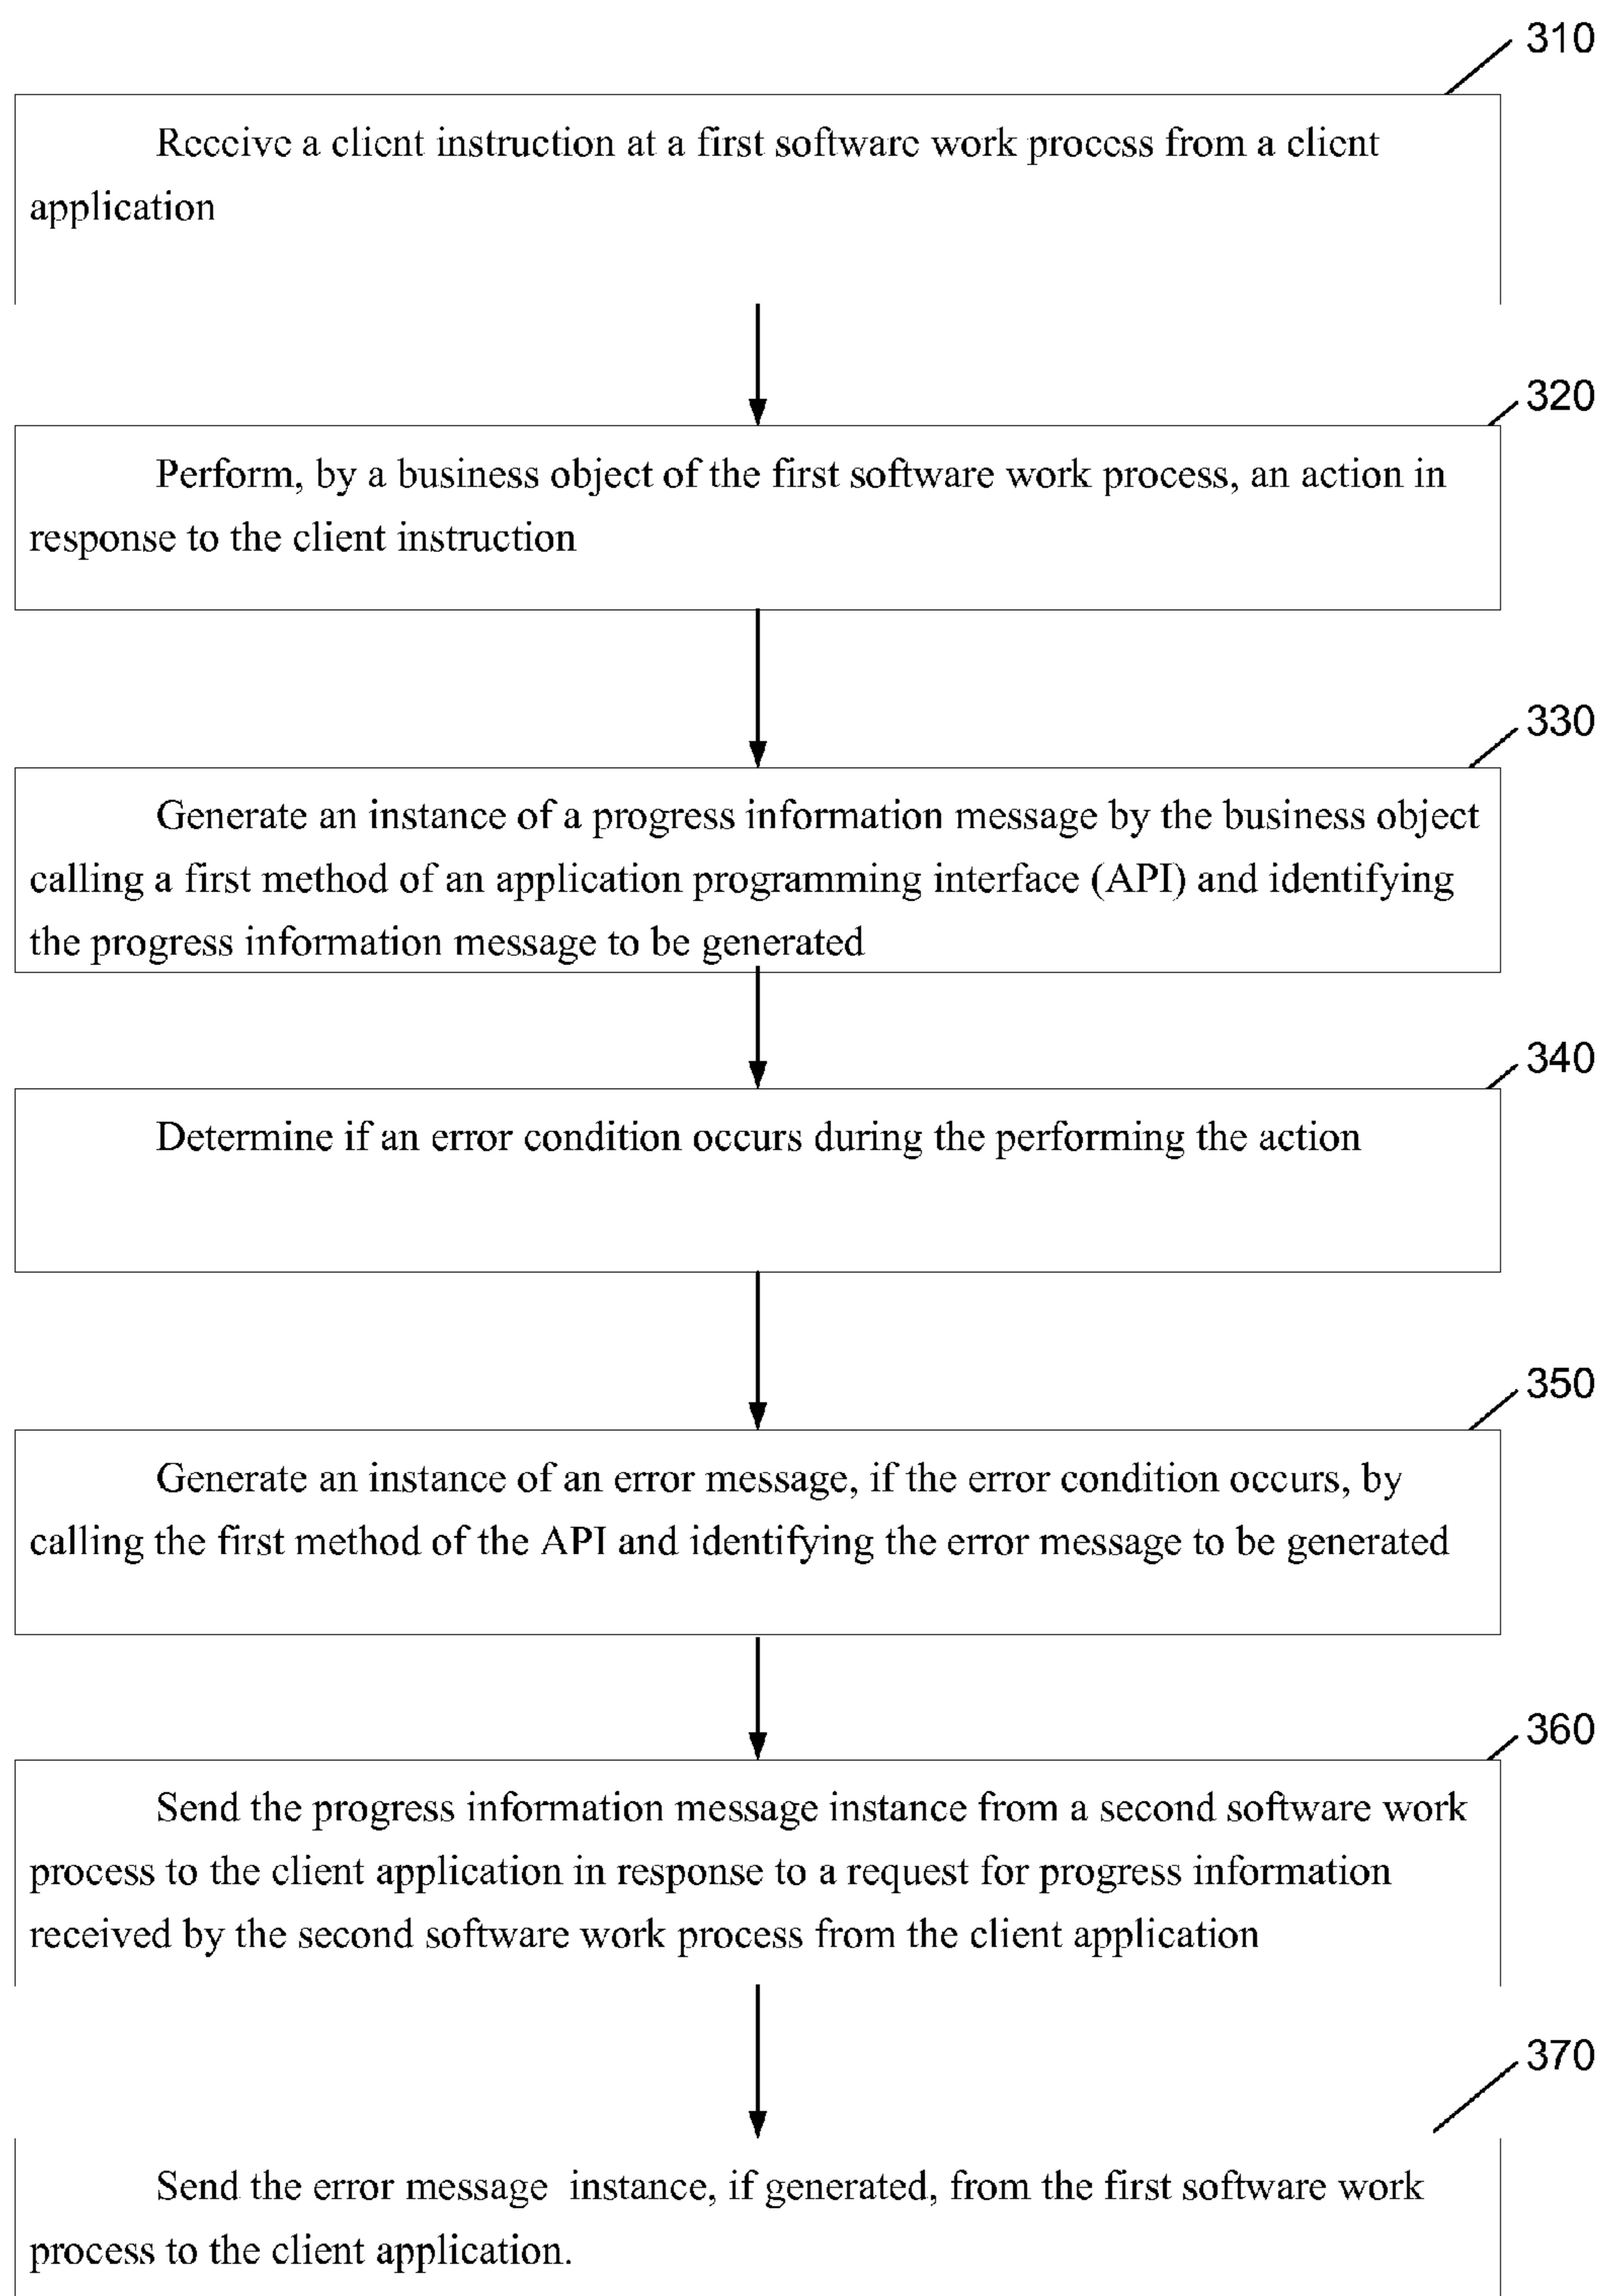 310
Receive a client instruction at a first software work process from a client
application
320
Perform, by a business object of the first software work process, an action in
response to the client instruction
330
Generate an instance of a progress information message by the business object
calling a first method of an application programming interface (API) and identifying
the progress information message to be generated
340
Determine if an error condition occurs during the performing the action
350
Generate an instance of an error message, if the error condition occurs, by
calling the first method of the API and identifying the error message to be generated
360
Send the progress information message instance from a second software work
process to the client application in response to a request for progress information
received by the second software work process from the client application
370
Send the error message instance, if generated, from the first software work
process to the client application.